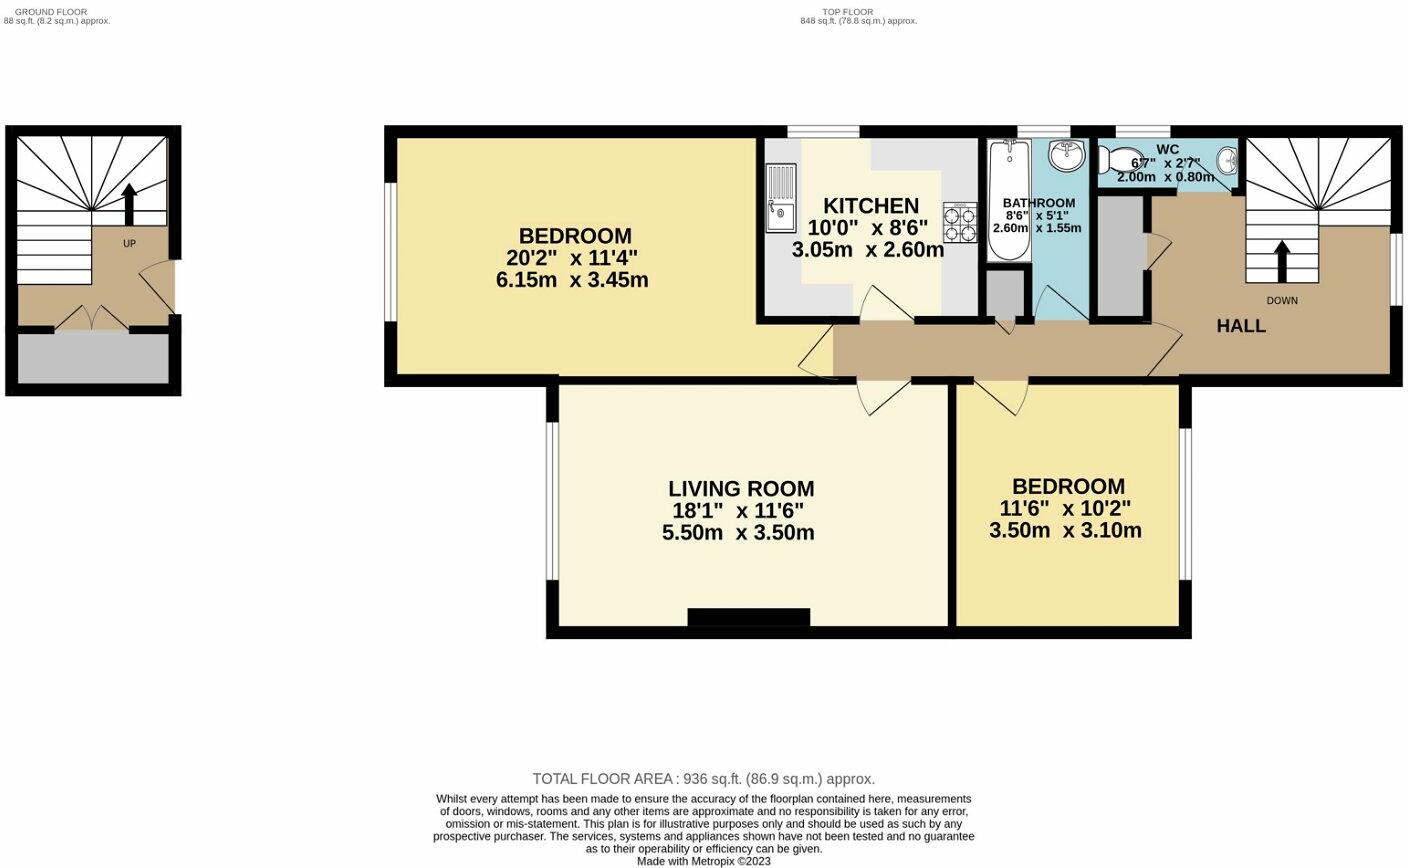 GROUND FLOOR
88 sq.ft. (8.2 sq.m.) approx.
TOP FLOOR
848 sq.ft. (78.8 sq.m.) approx.
UP
BEDROOM
20'2" x 11'4"
6.15m x 3.45m
KITCHEN
10'0" x 8'6"
3.05m x 2.60m
BATHROOM
8'6" x 5'1"
2.60m x 1.55m
WC
6'7" x 2'7"
2.00m x 0.80m
DOWN
HALL
LIVING ROOM
18'1" x 11'6"
5.50m x 3.50m
BEDROOM
11'6" x 10'2"
3.50m x 3.10m
TOTAL FLOOR AREA : 936 sq.ft. (86.9 sq.m.) approx.
Whilst every attempt has been made to ensure the accuracy of the floorplan contained here, measurements
of doors, windows, rooms and any other items are approximate and no responsibility is taken for any error,
omission or mis-statement. This plan is for illustrative purposes only and should be used as such by any
prospective purchaser. The services, systems and appliances shown have not been tested and no guarantee
as to their operability or efficiency can be given.
Made with Metropix ©2023